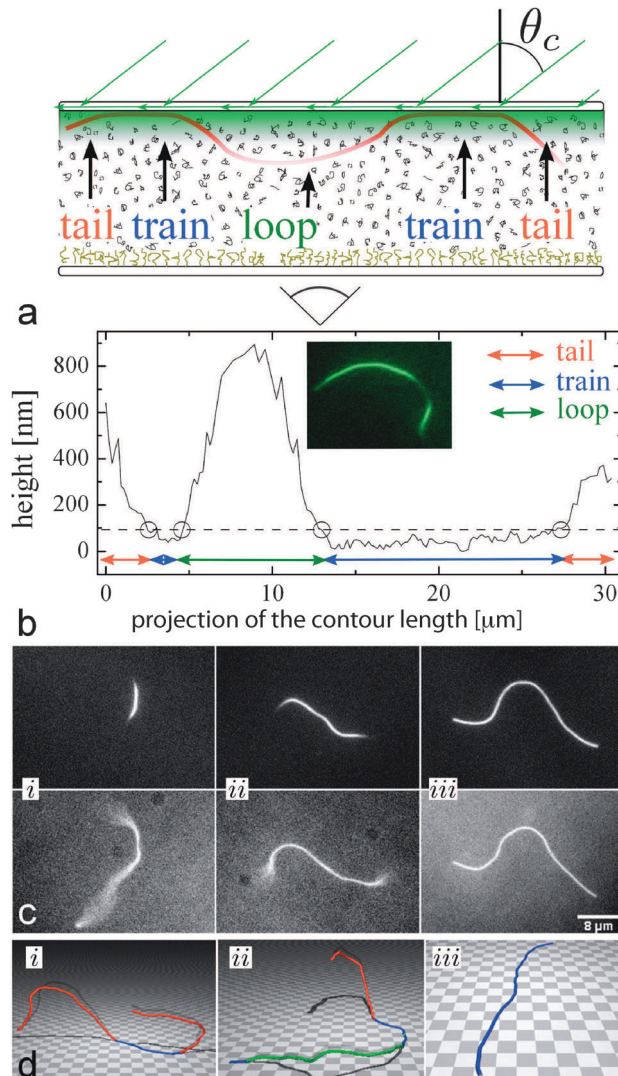 θc
tail train loop train tail
a
800
600
400
200
0
height [nm]
tail
train
loop
0 10 20 30
projection of the contour length [μm]
b
i ii iii
c
8 μm
i ii iii
d